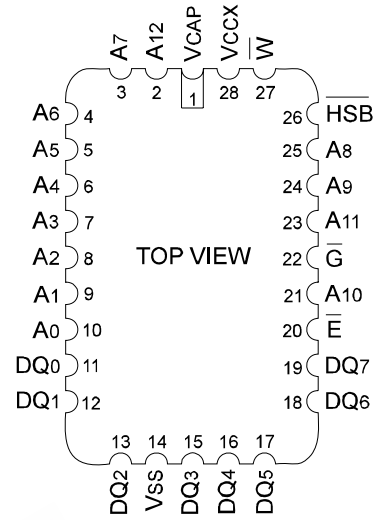 A7 A12 VCAP VCCX W̅
3 2 1 28 27
A6 4 26 H̅S̅B̅
A5 5 25 A8
A4 6 24 A9
A3 7 23 A11
A2 8 TOP VIEW 22 G̅
A1 9 21 A10
A0 10 20 E̅
DQ0 11 19 DQ7
DQ1 12 18 DQ6
13 14 15 16 17
DQ2 VSS DQ3 DQ4 DQ5